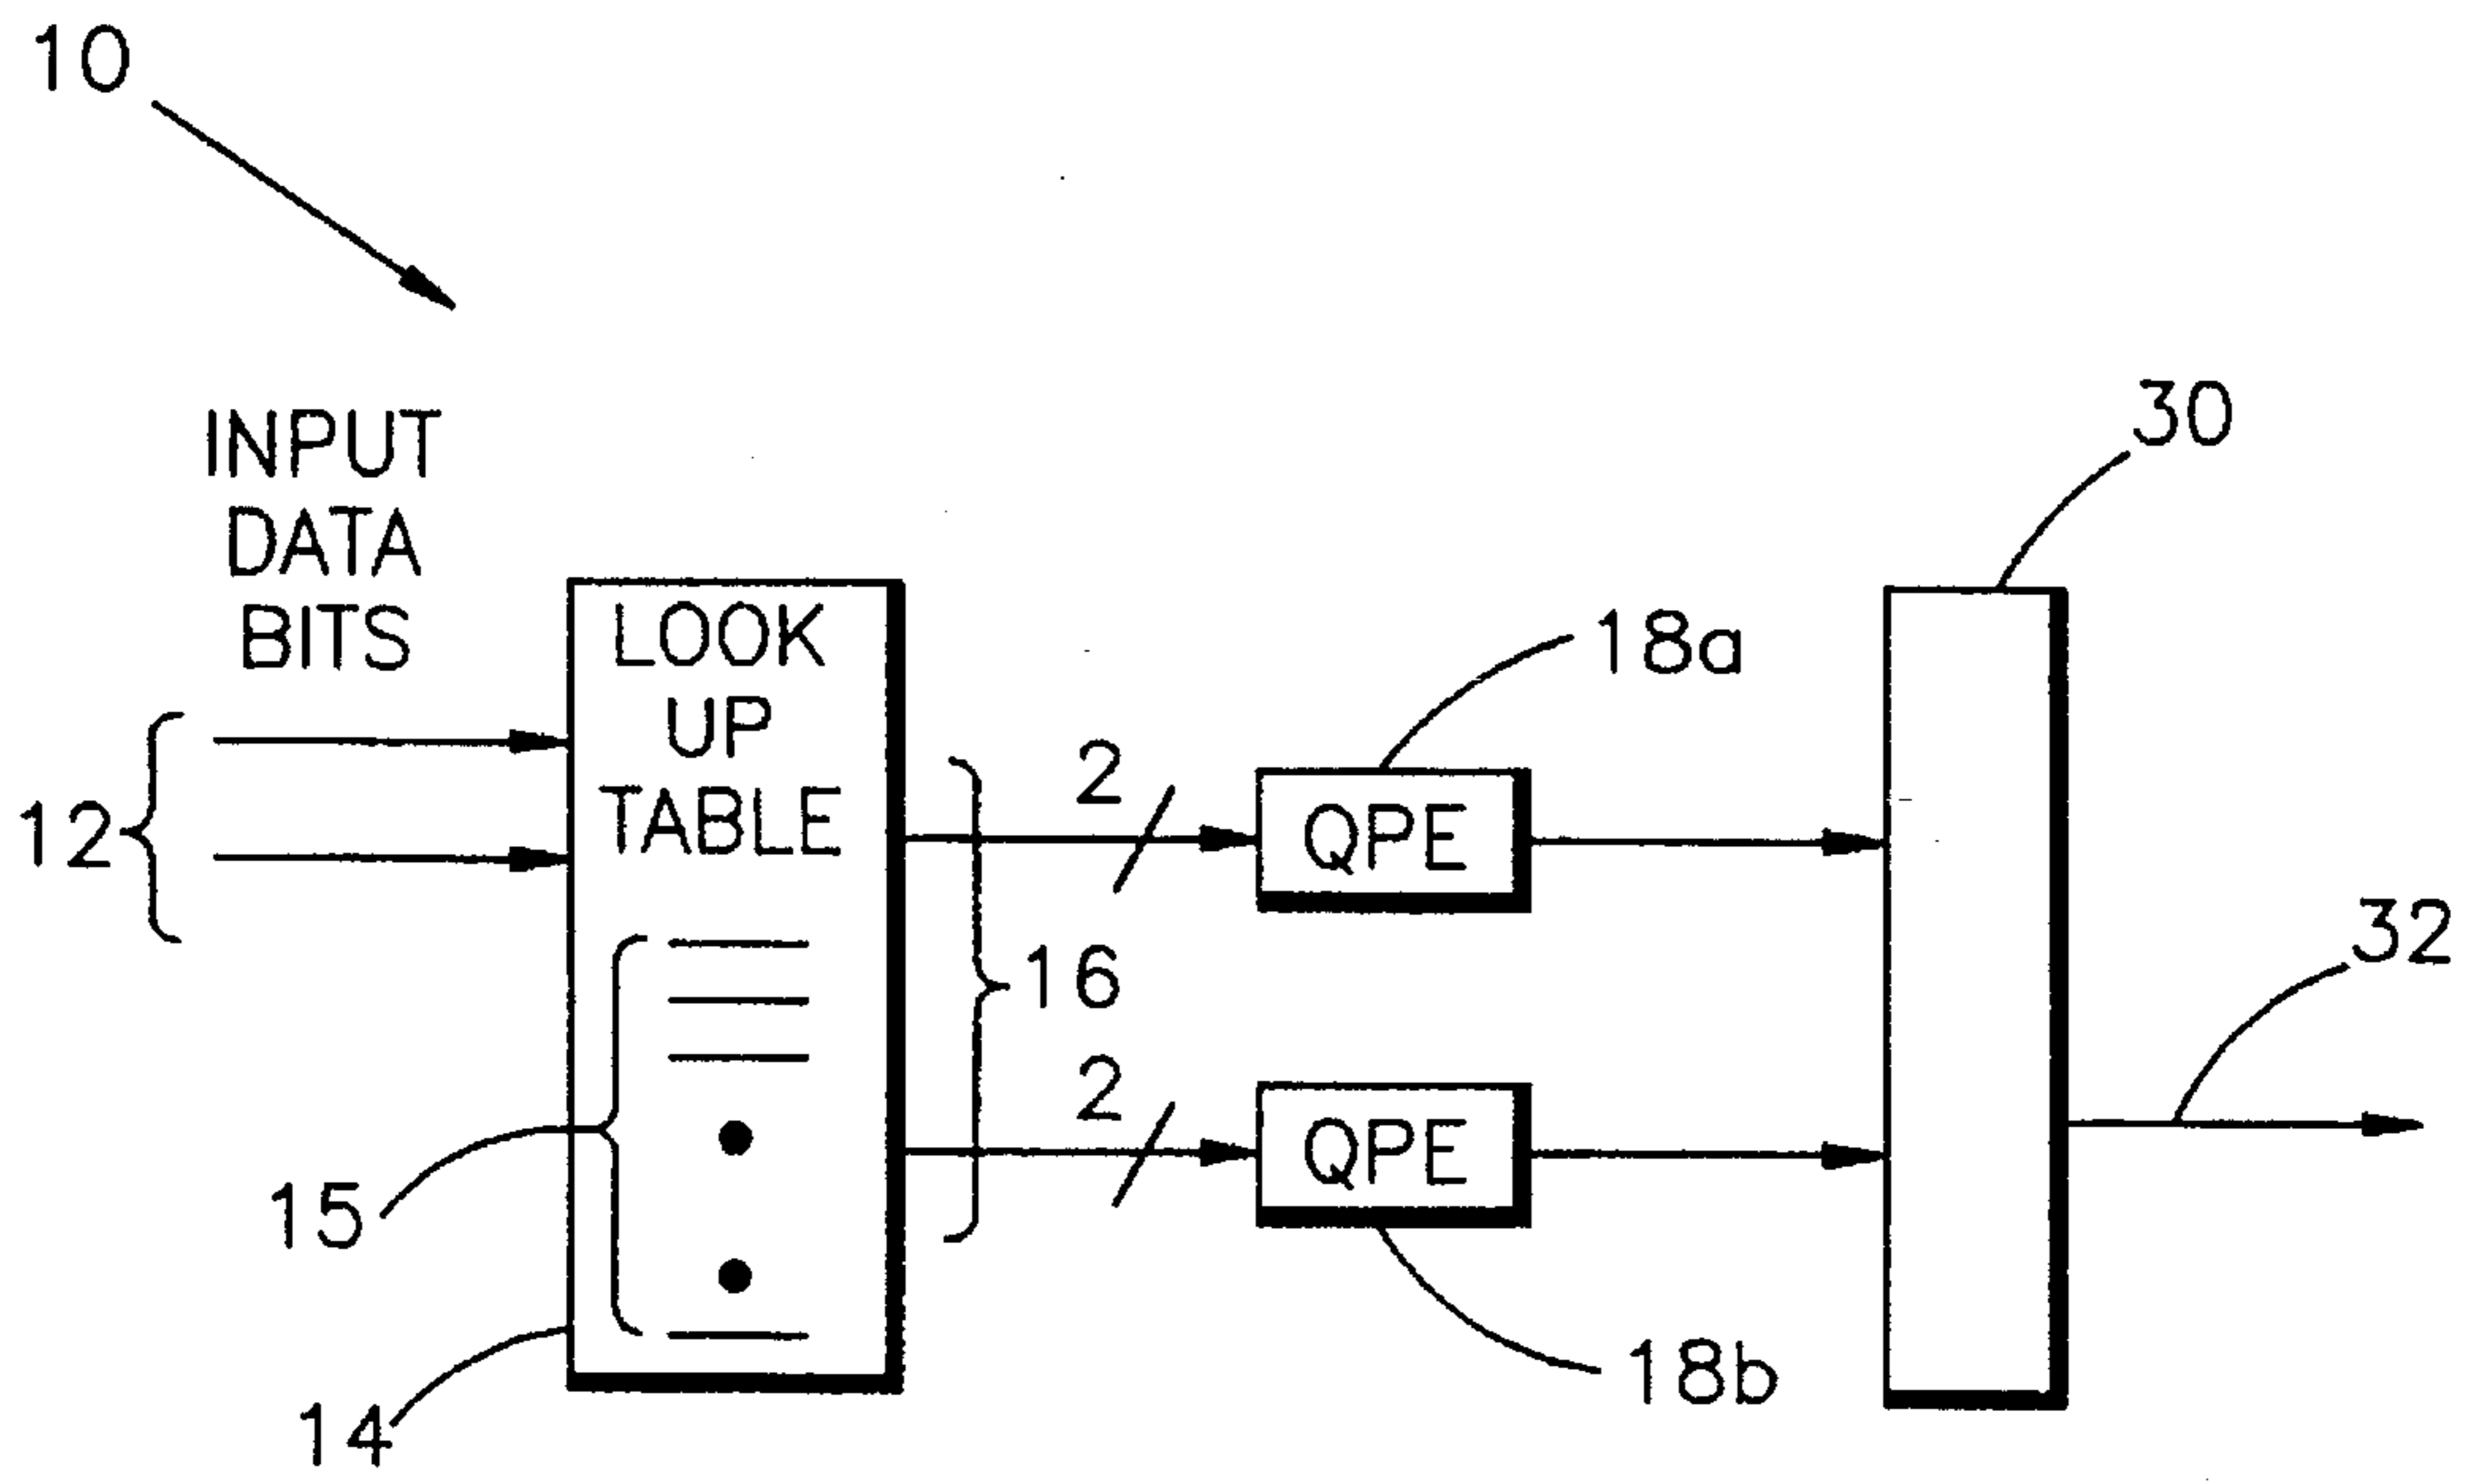 10
INPUT
DATA
BITS
12
LOOK
UP
TABLE
15
14
2
16
2
QPE
18a
QPE
18b
30
32